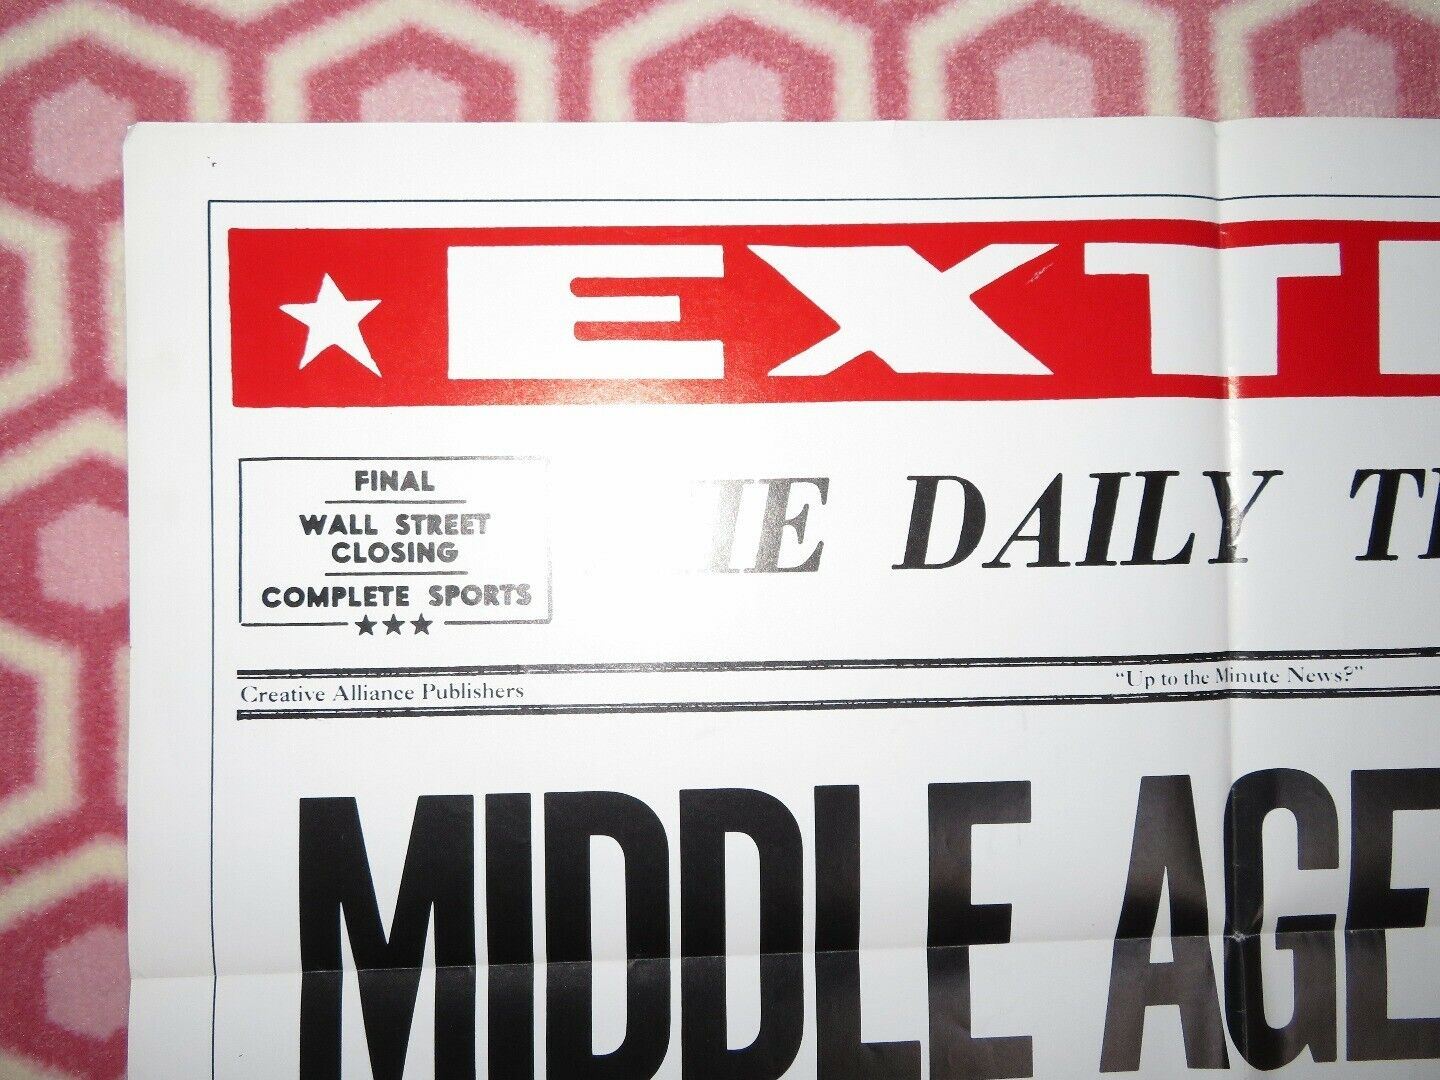 EXT
FINAL
WALL STREET
CLOSING
COMPLETE SPORTS
DAILY
Creative Alliance Publishers
"Up to the Minute News?"
MIDDLE AGE